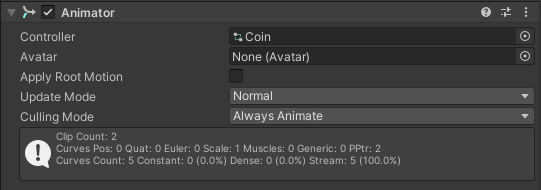 Animator
Controller
Coin
Avatar
None (Avatar)
Apply Root Motion
Update Mode
Normal
Culling Mode
Always Animate
Clip Count: 2
Curves Pos: 0 Quat: 0 Euler: 0 Scale: 1 Muscles: 0 Generic: 0 PPtr: 2
Curves Count: 5 Constant: 0 (0.0%) Dense: 0 (0.0%) Stream: 5 (100.0%)